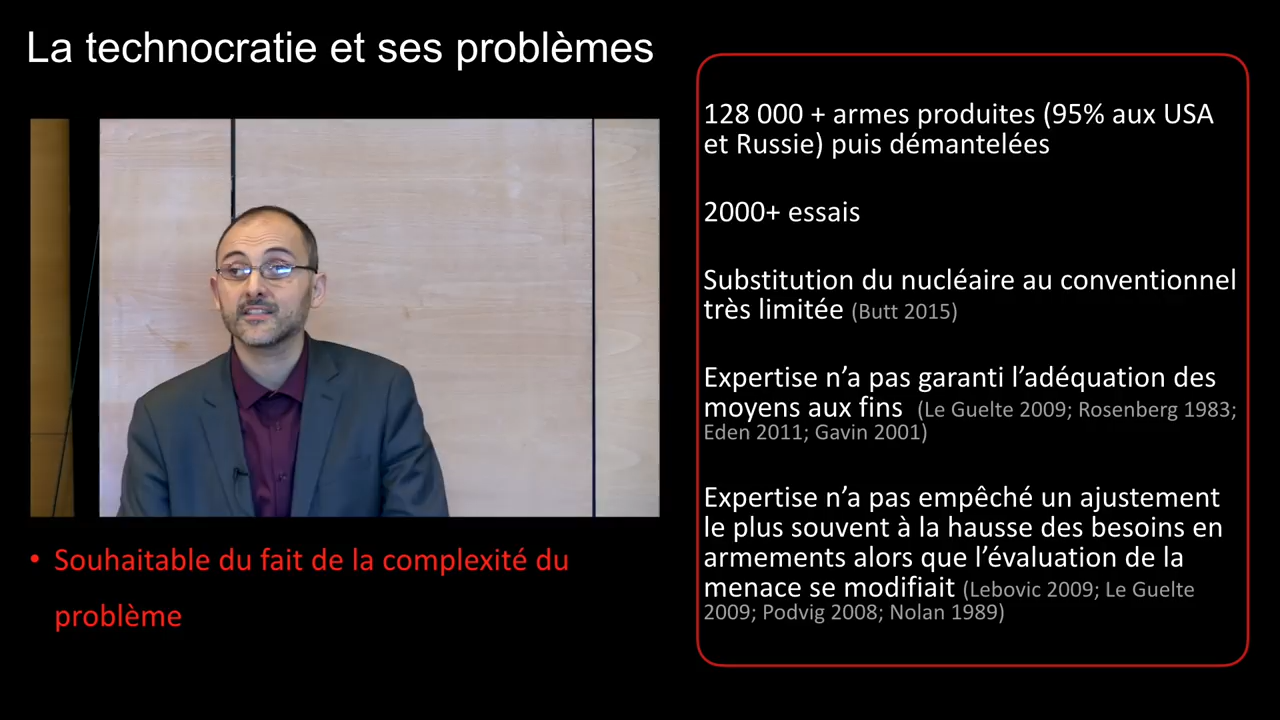 La technocratie et ses problèmes
128 000 + armes produites (95% aux USA
et Russie) puis démantelées
2000+ essais
Substitution du nucléaire au conventionnel
très limitée (Butt 2015)
Expertise n’a pas garanti l’adéquation des
moyens aux fins (Le Guelte 2009; Rosenberg 1983;
Eden 2011; Gavin 2001)
Expertise n’a pas empêché un ajustement
le plus souvent à la hausse des besoins en
armements alors que l’évaluation de la
menace se modifiait (Lebovic 2009; Le Guelte
2009; Podvig 2008; Nolan 1989)
• Souhaitable du fait de la complexité du
problème